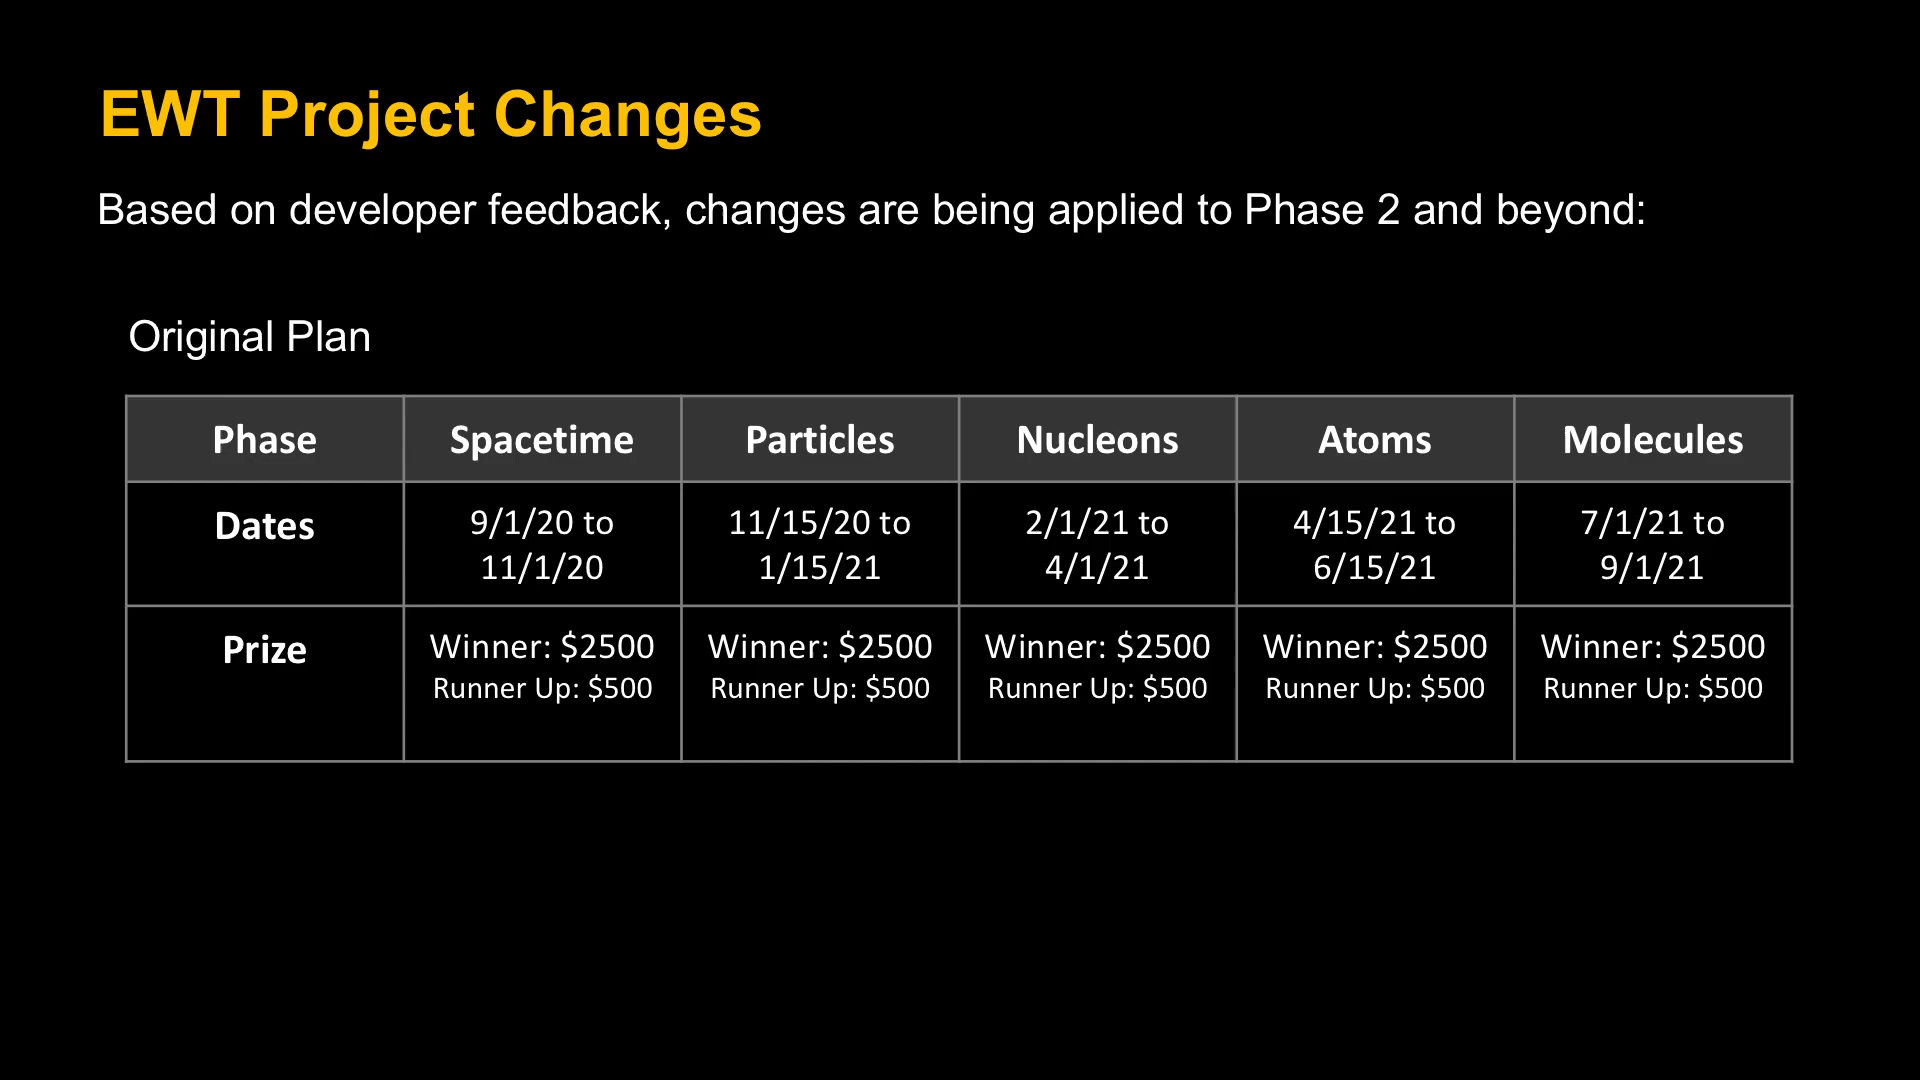 EWT Project Changes
Based on developer feedback, changes are being applied to Phase 2 and beyond:
Original Plan
Phase Spacetime Particles Nucleons Atoms Molecules
Dates 9/1/20 to 11/15/20 to 2/1/21 to 4/15/21 to 7/1/21 to
11/1/20 1/15/21 4/1/21 6/15/21 9/1/21
Prize Winner: $2500 Winner: $2500 Winner: $2500 Winner: $2500 Winner: $2500
Runner Up: $500 Runner Up: $500 Runner Up: $500 Runner Up: $500 Runner Up: $500